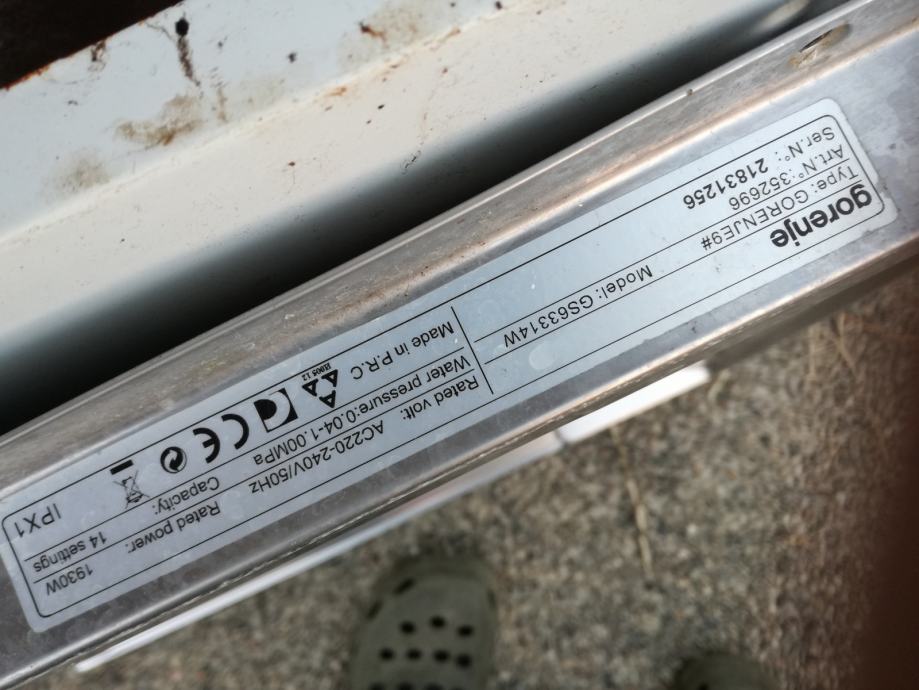 gorenje
Type: GORENJE9#
Model: GS63314W
Art.N°: 352696
Ser.N°: 21831256
Rated volt: AC220-240V/50Hz
Rated power: 1930W
Water pressure:0.04-1.00MPa
Capacity: 14 settings
Made in P.R.C
IPX1